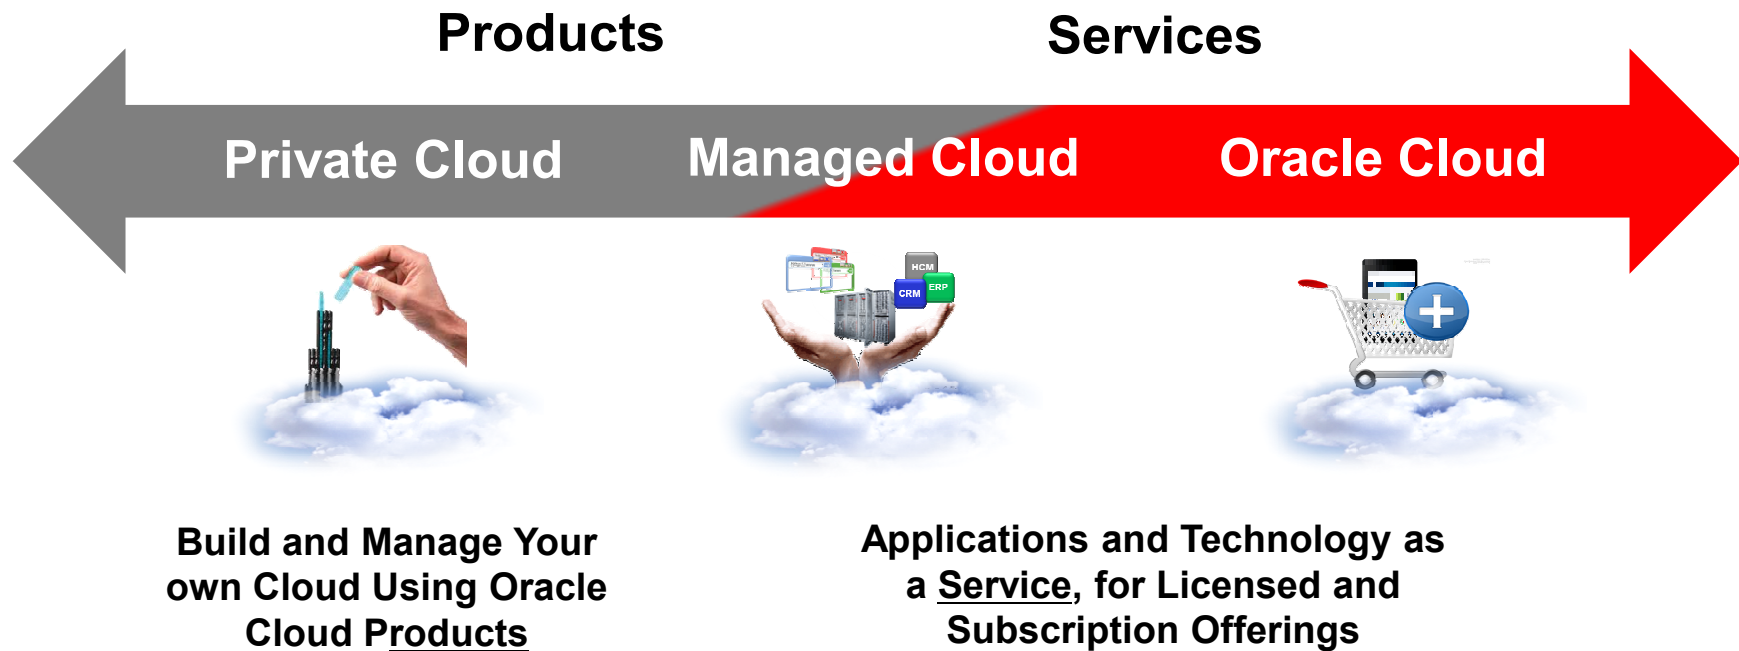 Products
Services
Private Cloud
Managed Cloud
Oracle Cloud
HCM
CRM
ERP
Build and Manage Your
own Cloud Using Oracle
Cloud Products
Applications and Technology as
a Service, for Licensed and
Subscription Offerings